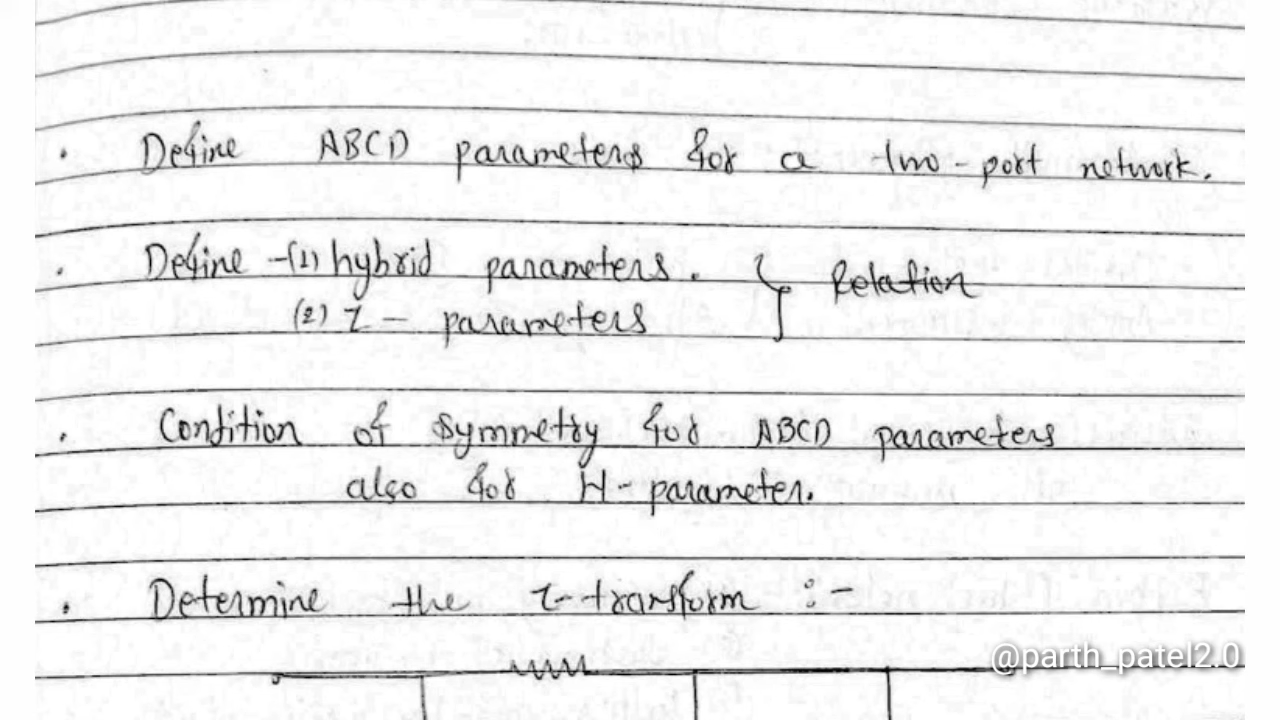 . Define ABCD parameters for a two-port network.
. Define -(1) hybrid parameters. } Relation
(2) Z - parameters
. Condition of symmetry for ABCD parameters
also for H-parameter.
. Determine the Z-transform :-
@parth_patel2.0